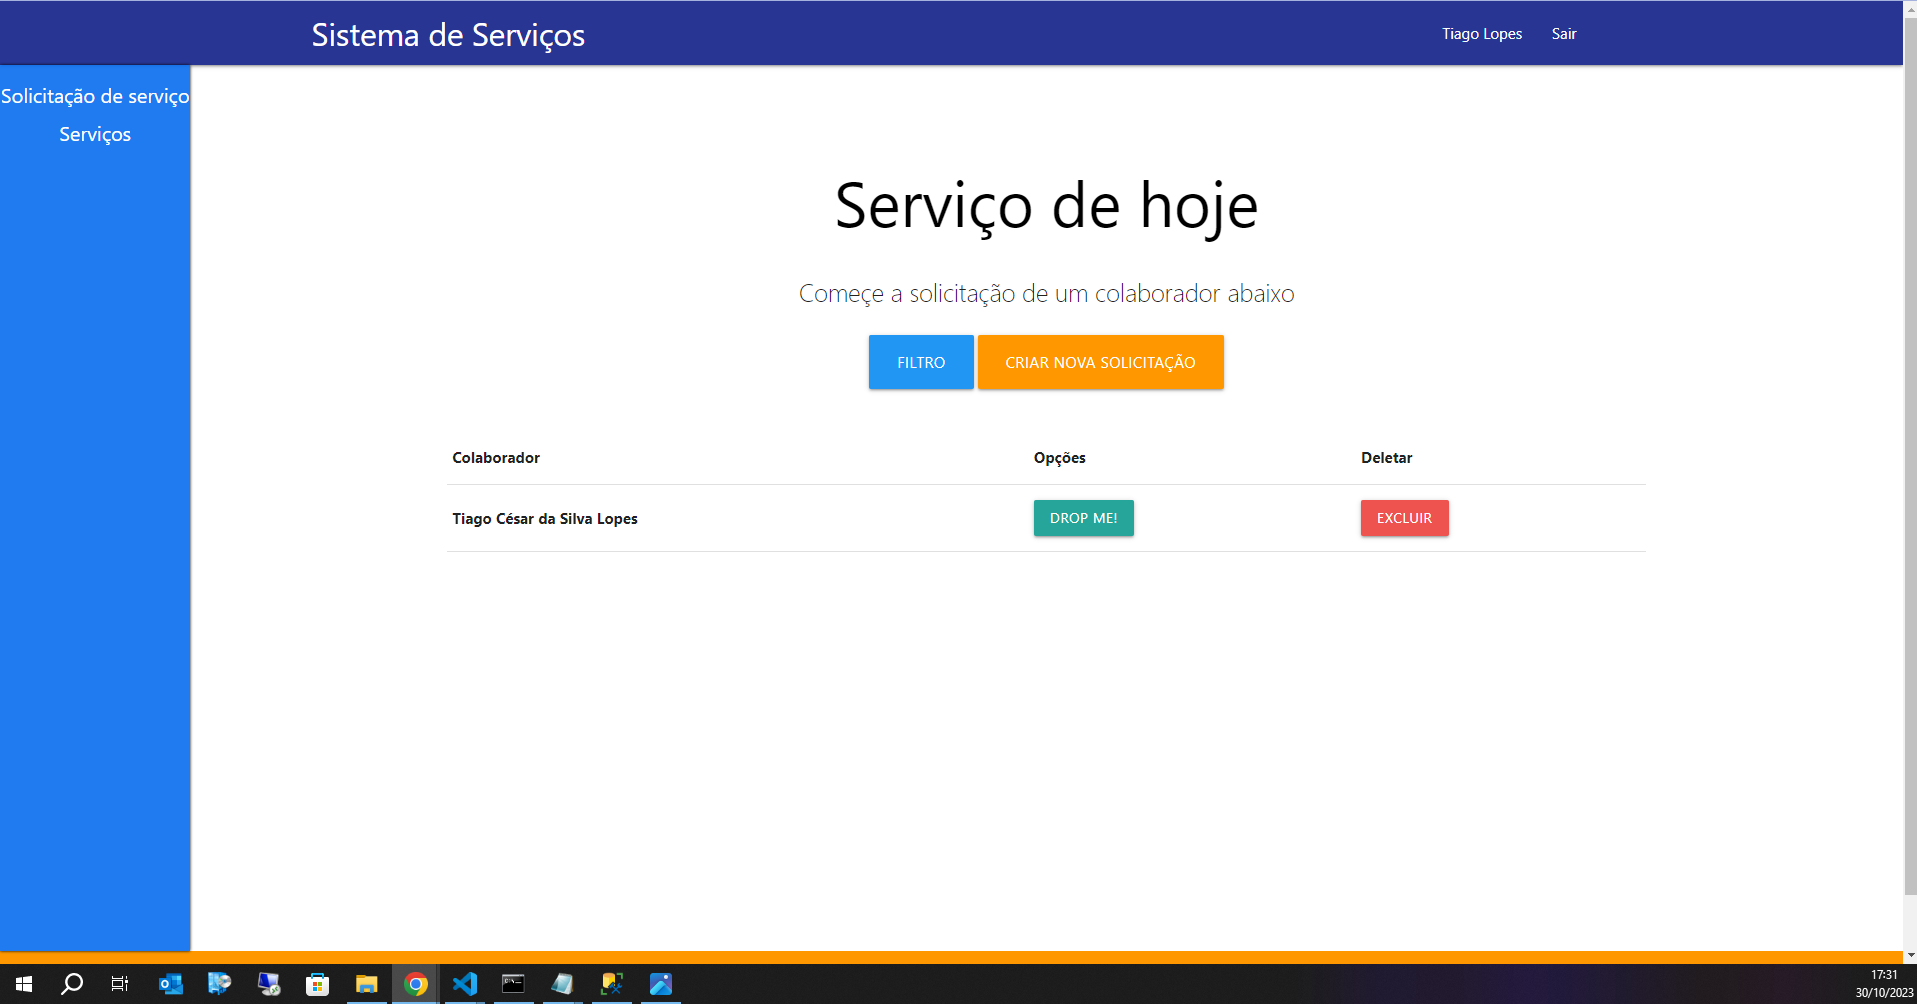 Sistema de Serviços
Tiago Lopes Sair
Solicitação de serviço
Serviços
Serviço de hoje
Começe a solicitação de um colaborador abaixo
FILTRO CRIAR NOVA SOLICITAÇÃO
Colaborador Opções Deletar
Tiago César da Silva Lopes DROP ME! EXCLUIR
17:31
30/10/2023